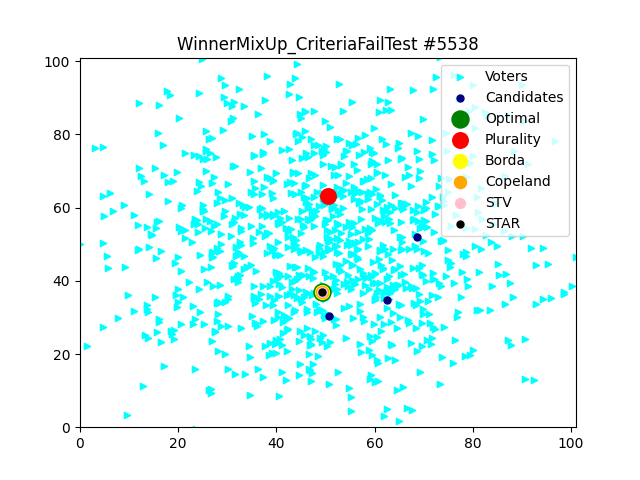 WinnerMixUp_CriteriaFailTest #5538
100
80
60
40
20
0
0
20
40
60
80
100
Voters
Candidates
Optimal
Plurality
Borda
Copeland
STV
STAR